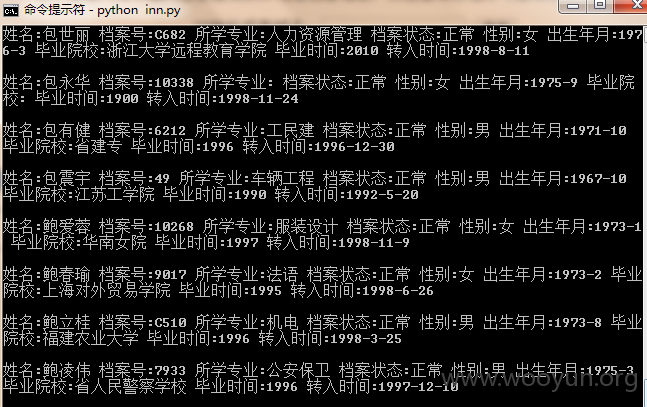 命令提示符 - python  inn.py
姓名:包世丽 档案号:C682 所学专业:人力资源管理 档案状态:正常 性别:女 出生年月:197
6-3 毕业院校:浙江大学远程教育学院 毕业时间:2010 转入时间:1998-8-11
姓名:包永华 档案号:10338 所学专业: 档案状态:正常 性别:女 出生年月:1975-9 毕业院
校: 毕业时间:1900 转入时间:1998-11-24
姓名:包有健 档案号:6212 所学专业:工民建 档案状态:正常 性别:男 出生年月:1971-10
毕业院校:省建专 毕业时间:1996 转入时间:1996-12-30
姓名:包震宇 档案号:49 所学专业:车辆工程 档案状态:正常 性别:男 出生年月:1967-10
毕业院校:江苏工学院 毕业时间:1990 转入时间:1992-5-20
姓名:鲍爱蓉 档案号:10268 所学专业:服装设计 档案状态:正常 性别:女 出生年月:1973-1
毕业院校:华南女院 毕业时间:1997 转入时间:1998-11-9
姓名:鲍春瑜 档案号:9017 所学专业:法语 档案状态:正常 性别:女 出生年月:1973-2 毕业
院校:上海对外贸易学院 毕业时间:1995 转入时间:1998-6-26
姓名:鲍立桂 档案号:C510 所学专业:机电 档案状态:正常 性别:男 出生年月:1973-8 毕业
院校:福建农业大学 毕业时间:1996 转入时间:1998-3-25
姓名:鲍凌伟 档案号:7933 所学专业:公安保卫 档案状态:正常 性别:男 出生年月:1975-3
毕业院校:省人民警察学校 毕业时间:1996 转入时间:1997-12-10
www.wooyun.org